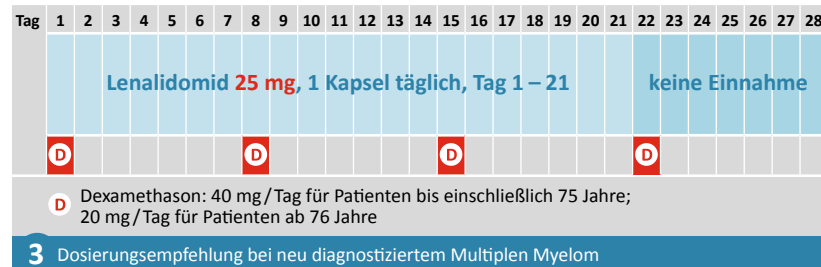 Tag 1 2 3 4 5 6 7 8 9 10 11 12 13 14 15 16 17 18 19 20 21 22 23 24 25 26 27 28
Lenalidomid 25 mg, 1 Kapsel täglich, Tag 1 – 21 keine Einnahme
D D D D
D Dexamethason: 40 mg/Tag für Patienten bis einschließlich 75 Jahre;
20 mg/Tag für Patienten ab 76 Jahre
3 Dosierungsempfehlung bei neu diagnostiziertem Multiplen Myelom